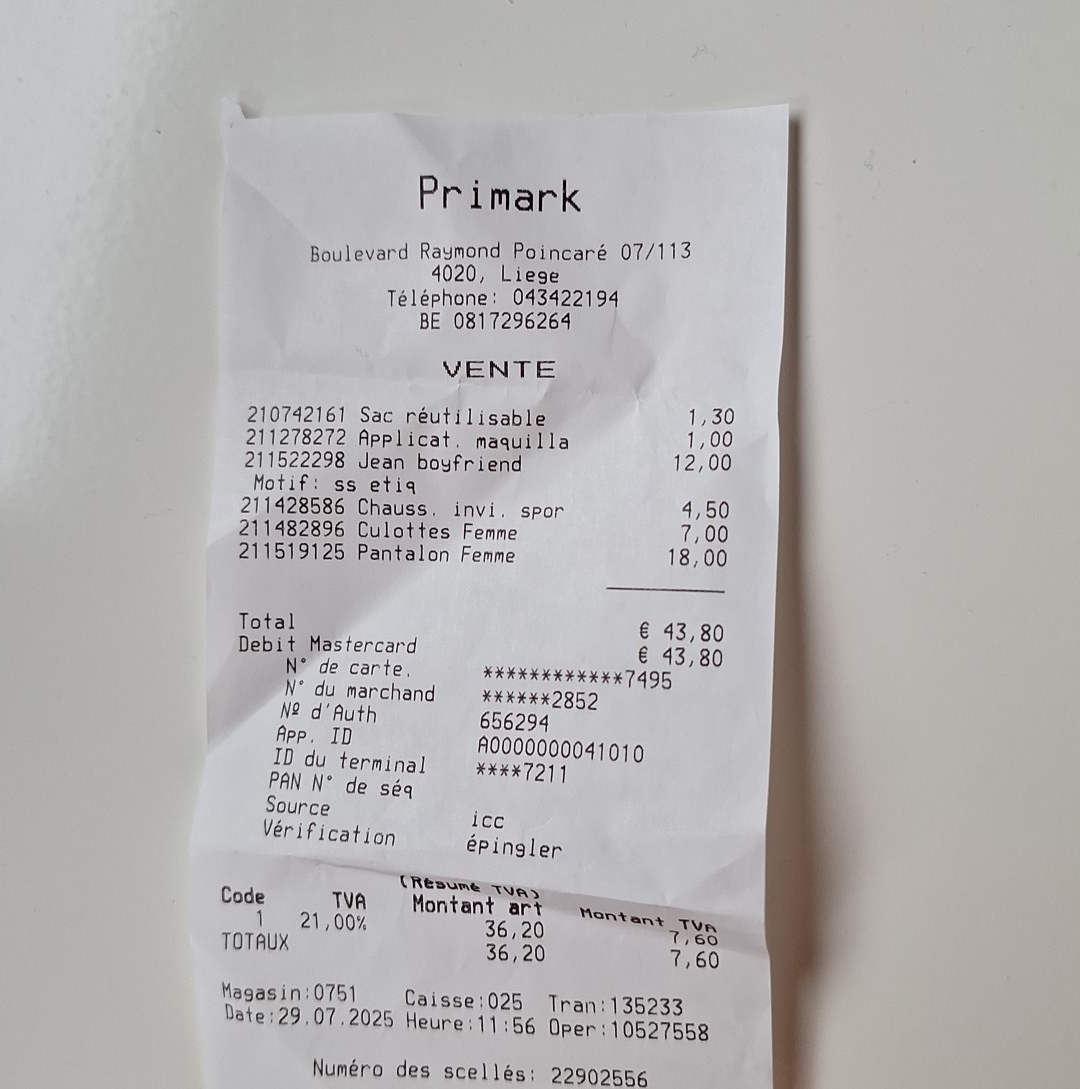 Primark
Boulevard Raymond Poincaré 07/113
4020, Liege
Téléphone: 043422194
BE 0817296264
VENTE
210742161 Sac réutilisable 1,30
211278272 Applicat. maquilla 1,00
211522298 Jean boyfriend 12,00
Motif: ss etiq
211428586 Chauss. invi. spor 4,50
211482896 Culottes Femme 7,00
211519125 Pantalon Femme 18,00
Total € 43,80
Debit Mastercard € 43,80
N° de carte. ************7495
N° du marchand ******2852
Nº d'Auth 656294
App. ID A0000000041010
ID du terminal ****7211
PAN N° de séq
Source icc
Vérification épingler
(Résumé TVA)
Code TVA Montant art Montant TVA
1 21,00% 36,20 7,60
TOTAUX 36,20 7,60
Magasin:0751 Caisse:025 Tran:135233
Date:29.07.2025 Heure:11:56 Oper:10527558
Numéro des scellés: 22902556